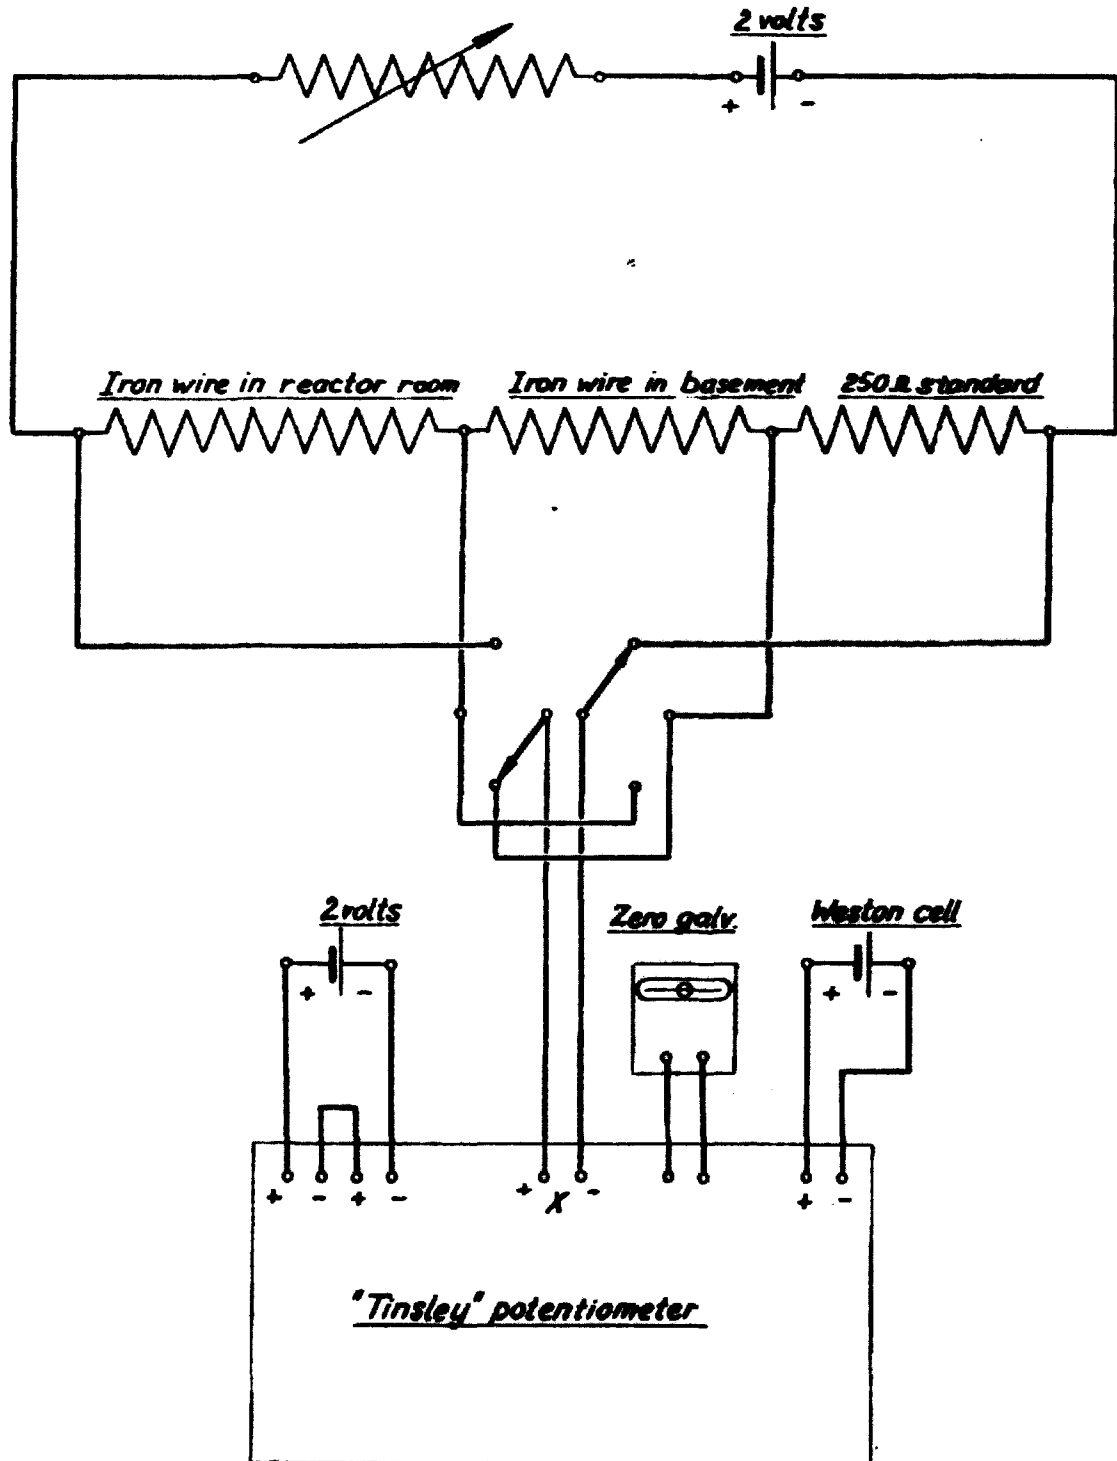 2 volts
+ -
Iron wire in reactor room
Iron wire in basement
250 Ω standard
2 volts
+ -
Zero galv.
Weston cell
+ -
+ - + -
+ X -
+ -
"Tinsley" potentiometer